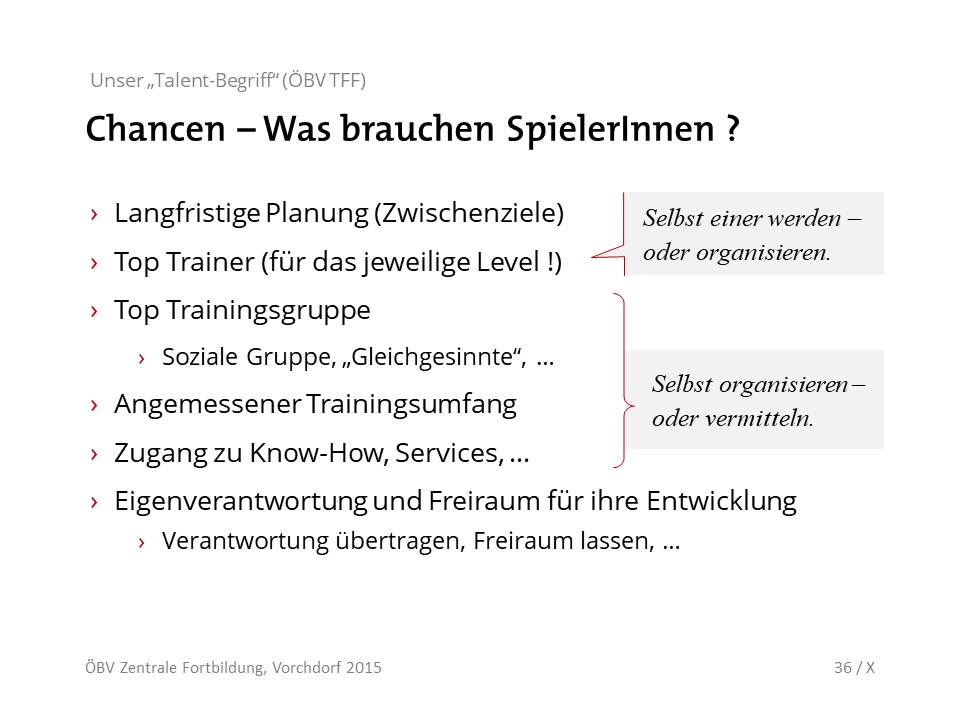 Unser „Talent-Begriff“ (ÖBV TFF)
Chancen – Was brauchen SpielerInnen ?
› Langfristige Planung (Zwischenziele)
› Top Trainer (für das jeweilige Level !)
Selbst einer werden –
oder organisieren.
› Top Trainingsgruppe
› Soziale Gruppe, „Gleichgesinnte“, …
› Angemessener Trainingsumfang
› Zugang zu Know-How, Services, …
Selbst organisieren –
oder vermitteln.
› Eigenverantwortung und Freiraum für ihre Entwicklung
› Verantwortung übertragen, Freiraum lassen, …
ÖBV Zentrale Fortbildung, Vorchdorf 2015
36 / X